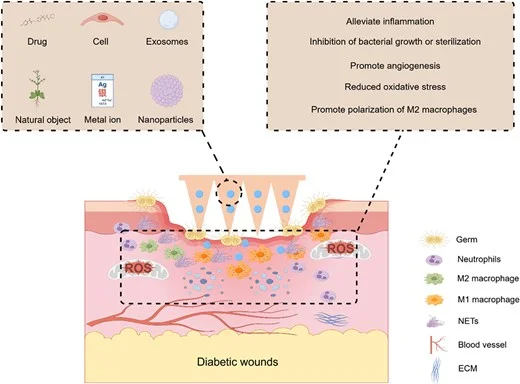 Drug
Cell
Exosomes
Ag
银
Natural object
Metal ion
Nanoparticles
Alleviate inflammation
Inhibition of bacterial growth or sterilization
Promote angiogenesis
Reduced oxidative stress
Promote polarization of M2 macrophages
ROS
ROS
Diabetic wounds
Germ
Neutrophils
M2 macrophage
M1 macrophage
NETs
Blood vessel
ECM